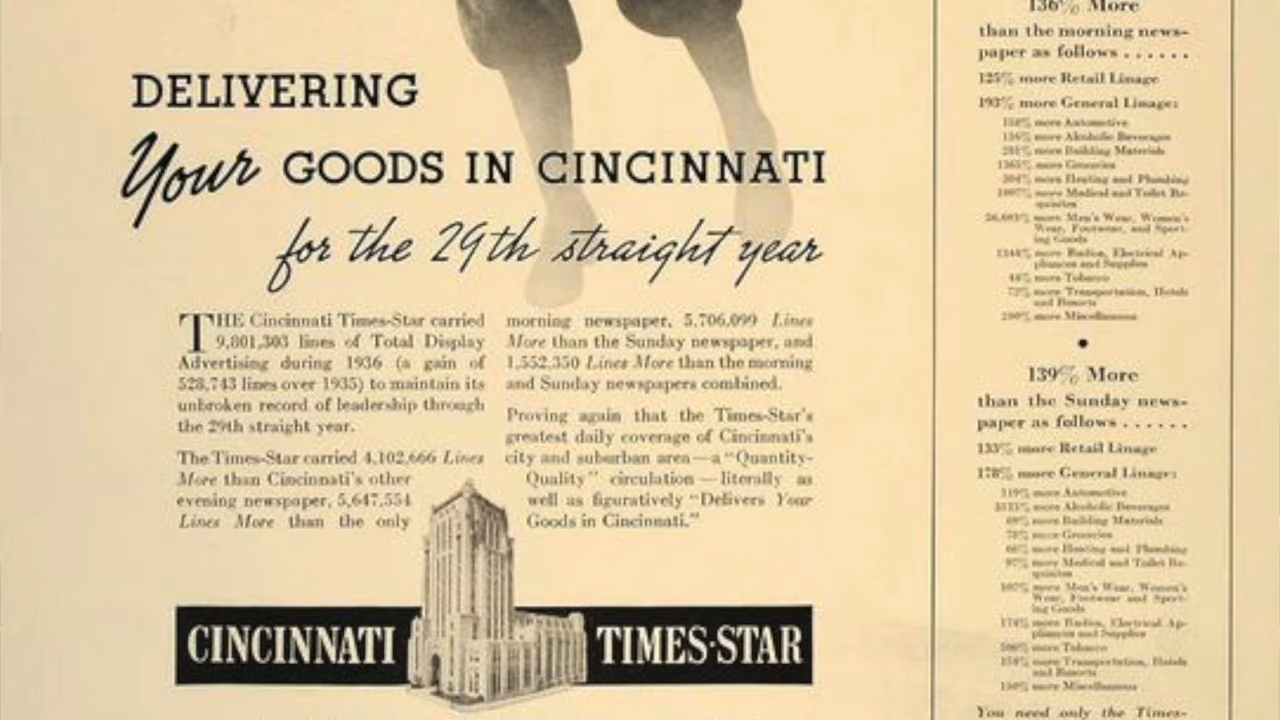 DELIVERING
Your GOODS IN CINCINNATI
for the 29th straight year
THE Cincinnati Times-Star carried
9,801,303 lines of Total Display
Advertising during 1936 (a gain of
528,743 lines over 1935) to maintain its
unbroken record of leadership through
the 29th straight year.
The Times-Star carried 4,102,666 Lines
More than Cincinnati's other
evening newspaper, 5,647,554
Lines More than the only
morning newspaper, 5,706,099 Lines
More than the Sunday newspaper, and
1,552,350 Lines More than the morning
and Sunday newspapers combined.
Proving again that the Times-Star's
greatest daily coverage of Cincinnati's
city and suburban area—a "Quantity-
Quality" circulation—literally as
well as figuratively "Delivers Your
Goods in Cincinnati."
CINCINNATI TIMES·STAR
136% More
than the morning news-
paper as follows . . . . . .
125% more Retail Linage
193% more General Linage:
more Automotive
more Alcoholic Beverages
more Building Materials
more Groceries
more Heating and Plumbing
more Medical and Toilet Re-
quisites
more Men's Wear, Women's
Wear, Footwear, and Sport-
ing Goods
more Radios, Electrical Ap-
pliances and Supplies
more Tobacco
72% more Transportation, Hotels
and Resorts
more Miscellaneous
139% More
than the Sunday news-
paper as follows . . . . . .
133% more Retail Linage
178% more General Linage:
more Automotive
more Alcoholic Beverages
more Building Materials
more Groceries
more Heating and Plumbing
more Medical and Toilet Re-
quisites
more Men's Wear, Women's
Wear, Footwear and Sport-
ing Goods
more Radios, Electrical Ap-
pliances and Supplies
more Tobacco
more Transportation, Hotels
and Resorts
more Miscellaneous
You need only the Times-